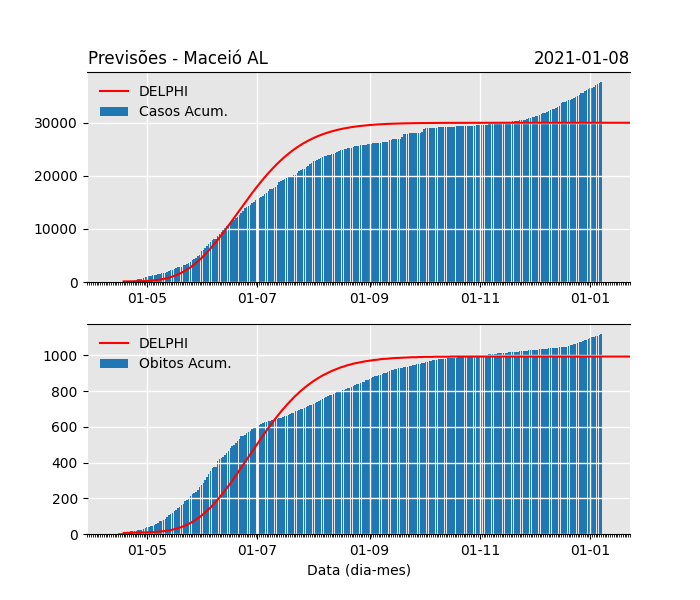 Previsões - Maceió AL 2021-01-08
DELPHI
Casos Acum.
30000
20000
10000
0
01-05 01-07 01-09 01-11 01-01
DELPHI
Obitos Acum.
1000
800
600
400
200
0
01-05 01-07 01-09 01-11 01-01
Data (dia-mes)